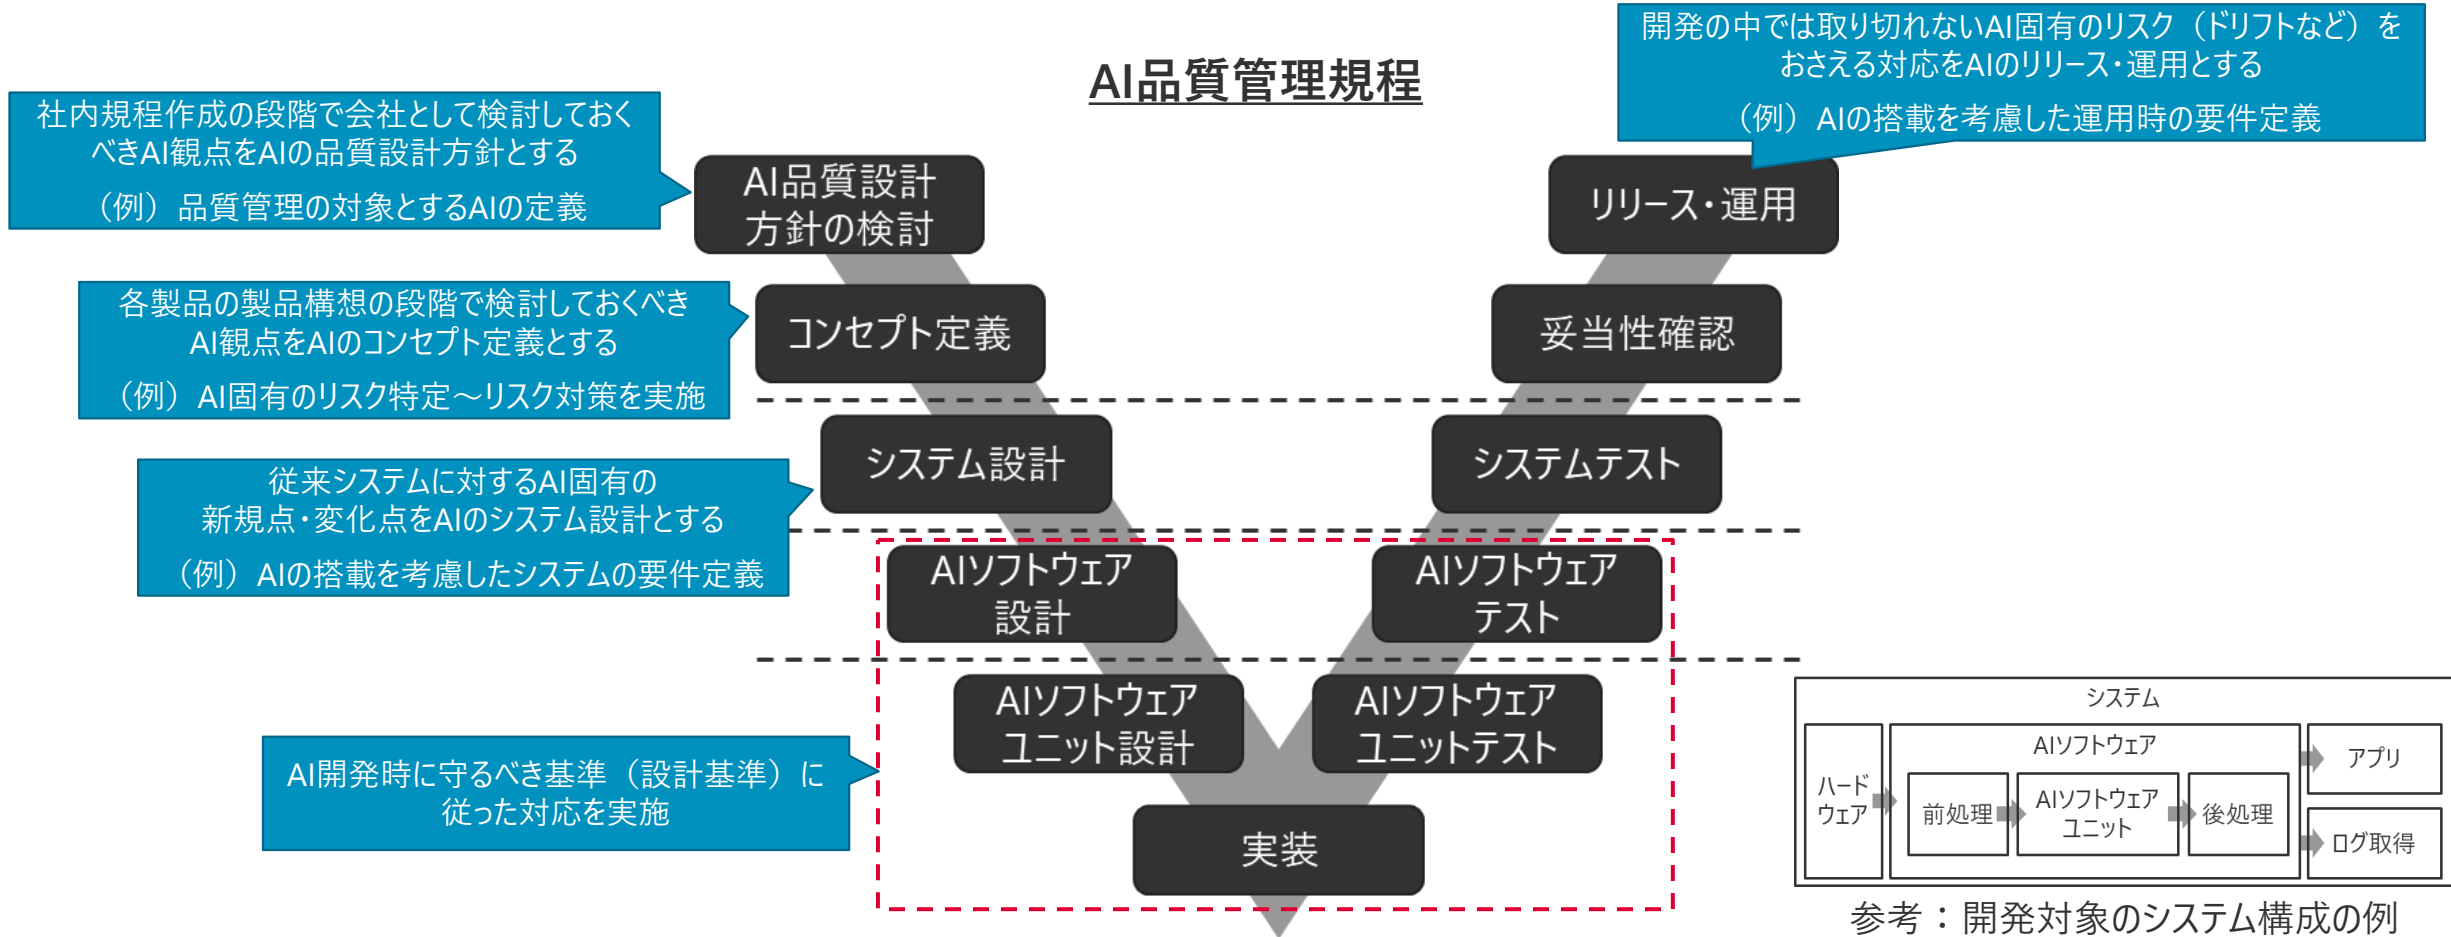 AI品質管理規程
開発の中では取り切れないAI固有のリスク（ドリフトなど）を
おさえる対応をAIのリリース・運用とする
（例）AIの搭載を考慮した運用時の要件定義
社内規程作成の段階で会社として検討しておく
べきAI観点をAIの品質設計方針とする
（例）品質管理の対象とするAIの定義
AI品質設計
方針の検討
リリース・運用
各製品の製品構想の段階で検討しておくべき
AI観点をAIのコンセプト定義とする
（例）AI固有のリスク特定～リスク対策を実施
コンセプト定義
妥当性確認
従来システムに対するAI固有の
新規点・変化点をAIのシステム設計とする
（例）AIの搭載を考慮したシステムの要件定義
システム設計
システムテスト
AIソフトウェア
設計
AIソフトウェア
テスト
AIソフトウェア
ユニット設計
AIソフトウェア
ユニットテスト
AI開発時に守るべき基準（設計基準）に
従った対応を実施
実装
システム
ハード
ウェア
AIソフトウェア
前処理
AIソフトウェア
ユニット
後処理
アプリ
ログ取得
参考：開発対象のシステム構成の例